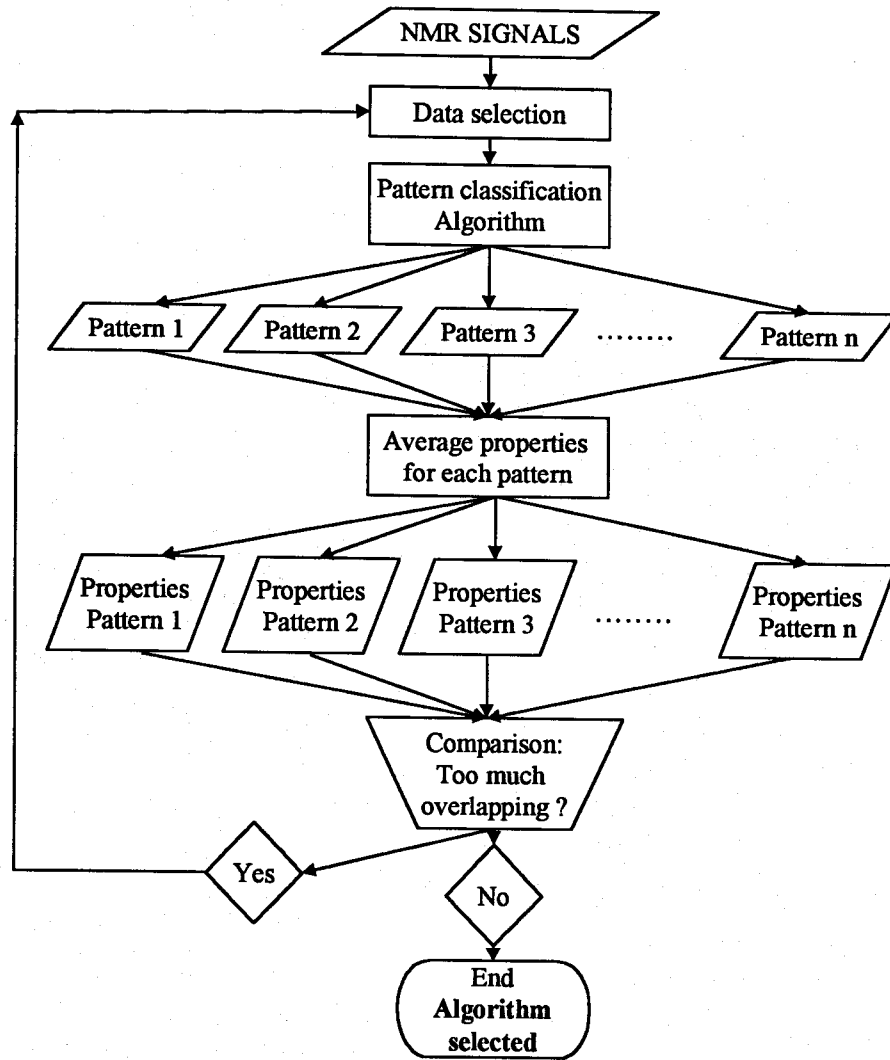 NMR SIGNALS
Data selection
Pattern classification
Algorithm
Pattern 1
Pattern 2
Pattern 3
........
Pattern n
Average properties
for each pattern
Properties
Pattern 1
Properties
Pattern 2
Properties
Pattern 3
........
Properties
Pattern n
Comparison:
Too much
overlapping ?
Yes
No
End
Algorithm
selected